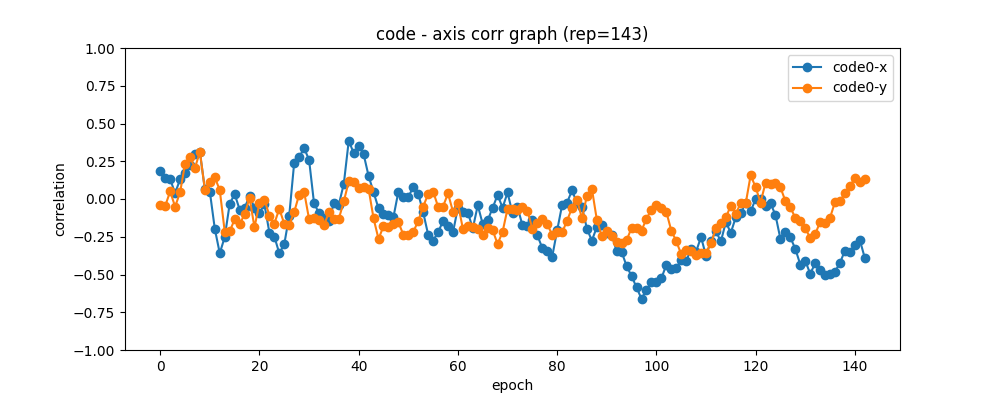 code - axis corr graph (rep=143)
1.00
0.75
0.50
0.25
0.00
−0.25
−0.50
−0.75
−1.00
correlation
code0-x
code0-y
0 20 40 60 80 100 120 140
epoch